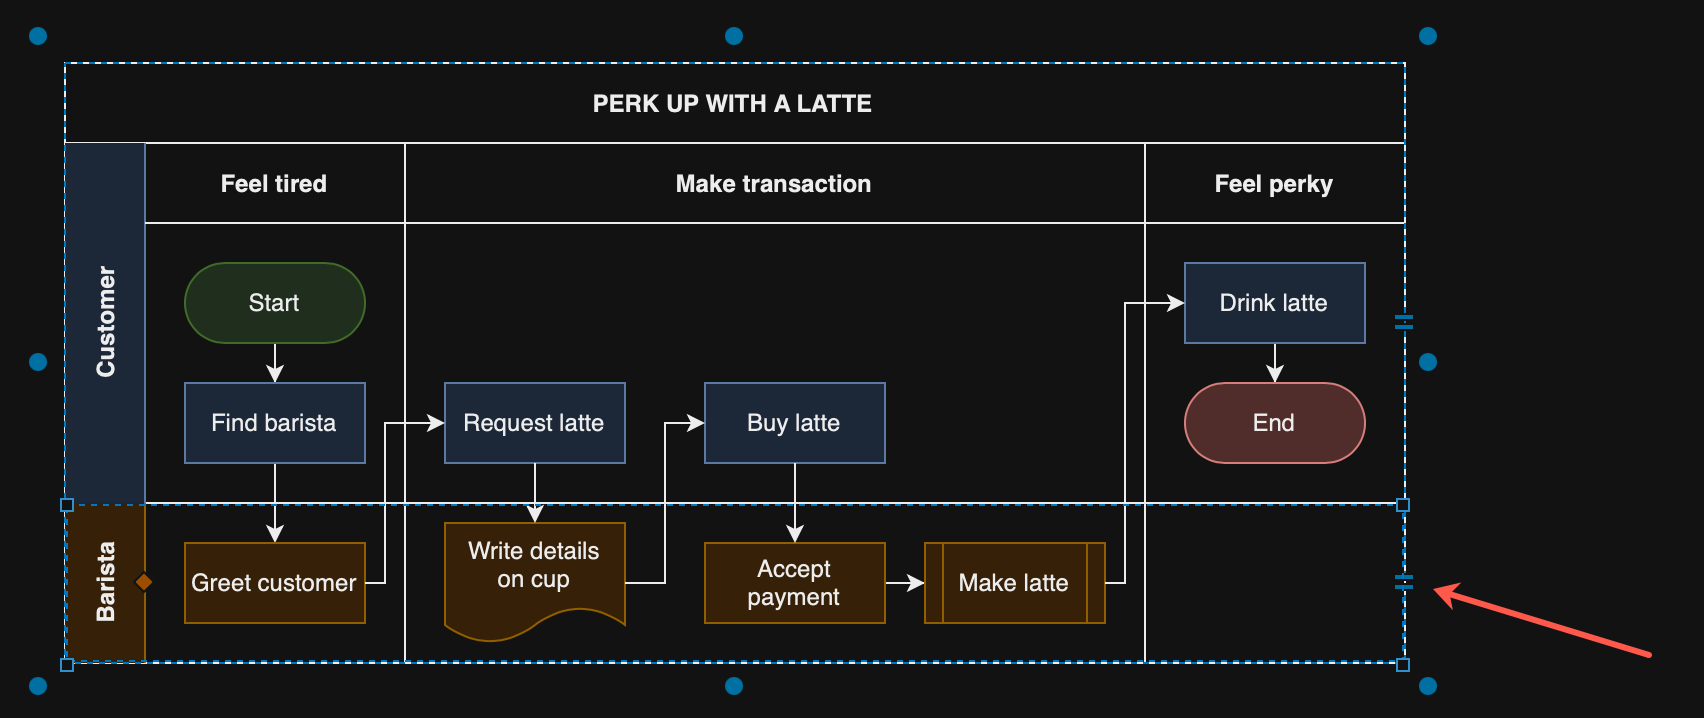 PERK UP WITH A LATTE
Feel tired
Make transaction
Feel perky
Customer
Start
Drink latte
Find barista
Request latte
Buy latte
End
Barista
Greet customer
Write details
on cup
Accept
payment
Make latte